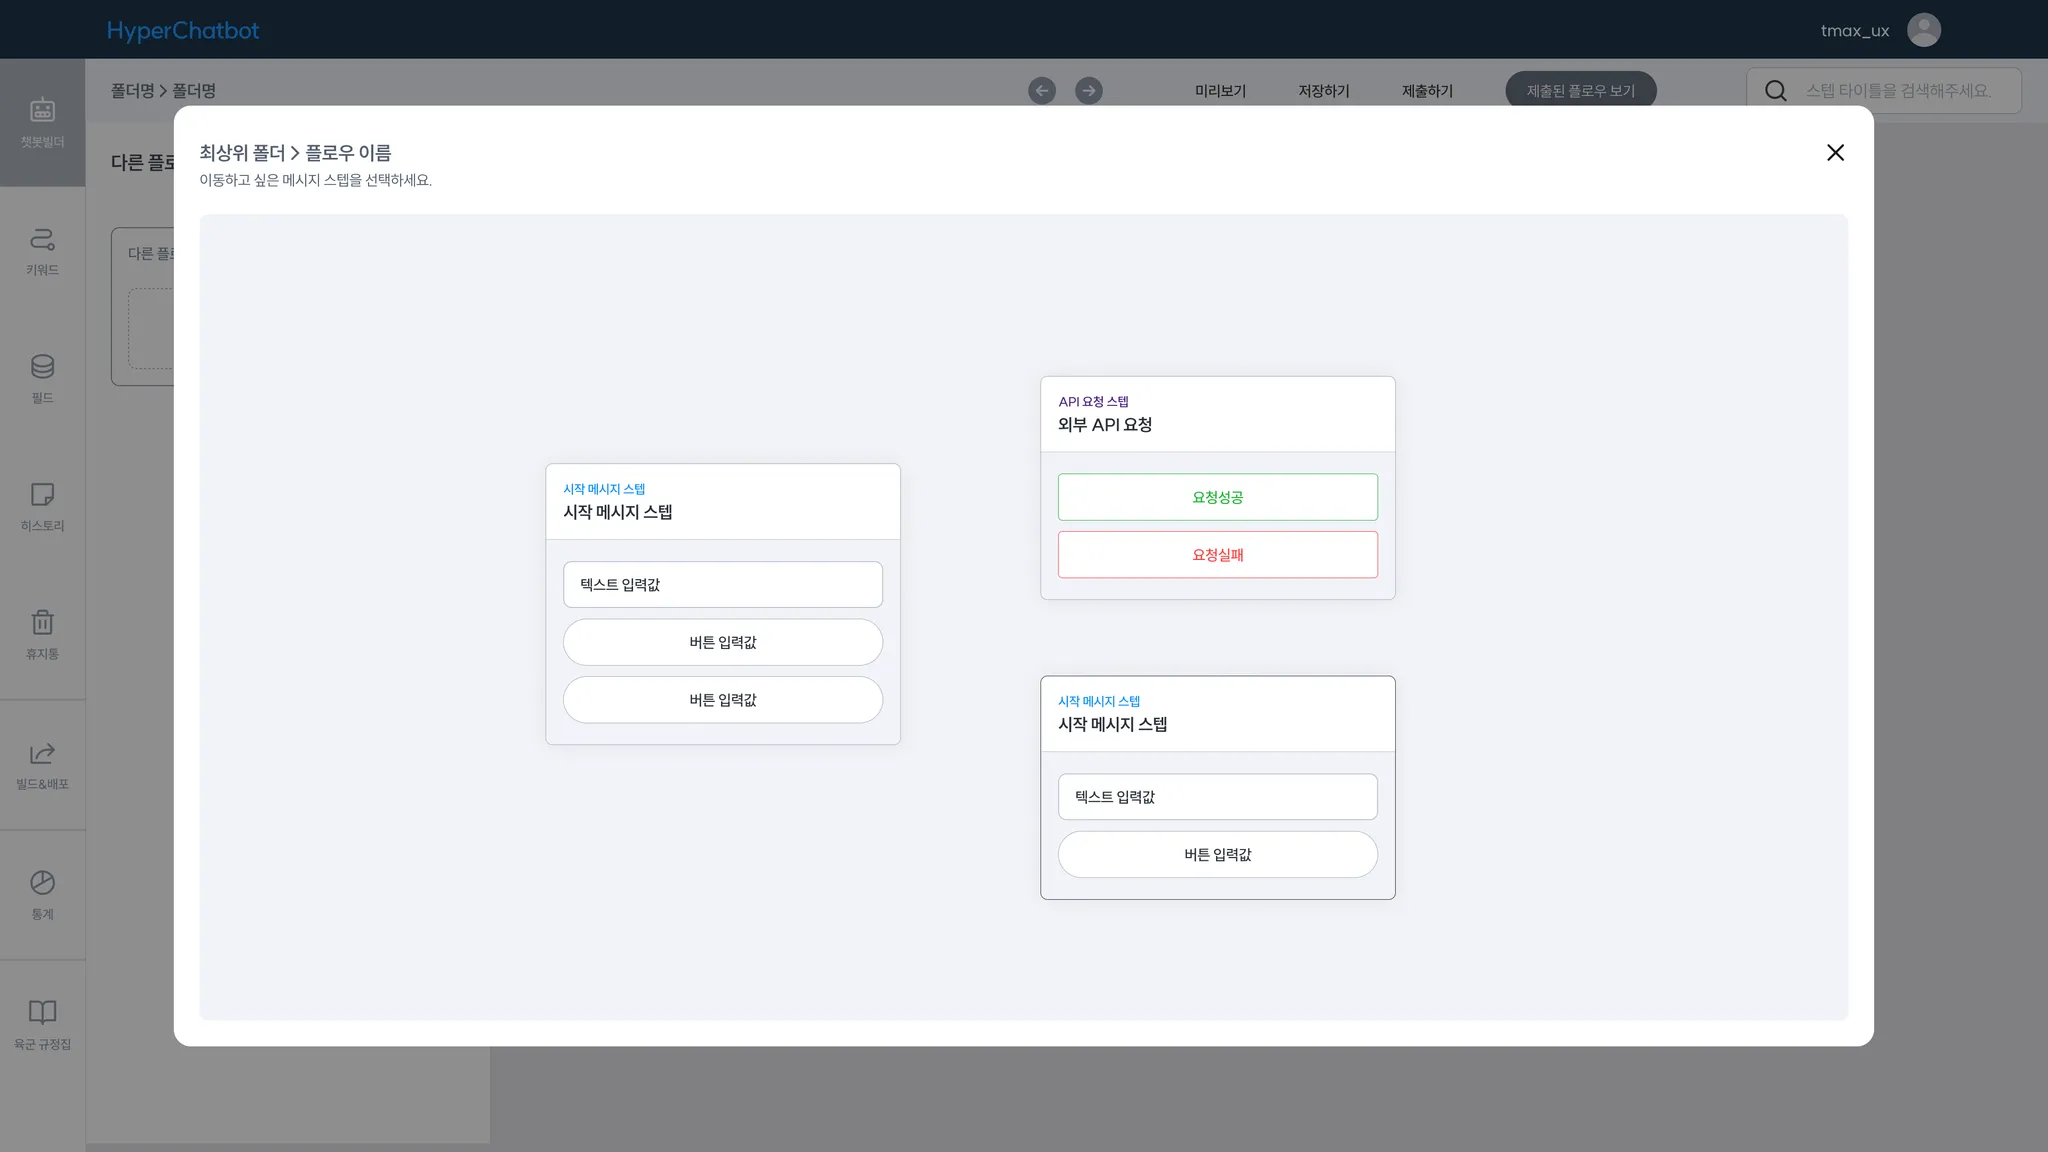 HyperChatbot
tmax_ux
폴더명 > 폴더명
미리보기
저장하기
제출하기
제출된 플로우 보기
스텝 타이틀을 검색해주세요.
챗봇빌더
키워드
필드
히스토리
휴지통
빌드&배포
통계
육군 규정집
다른 플로
다른 플로
최상위 폴더 > 플로우 이름
이동하고 싶은 메시지 스텝을 선택하세요.
시작 메시지 스텝
시작 메시지 스텝
텍스트 입력값
버튼 입력값
버튼 입력값
API 요청 스텝
외부 API 요청
요청성공
요청실패
시작 메시지 스텝
시작 메시지 스텝
텍스트 입력값
버튼 입력값